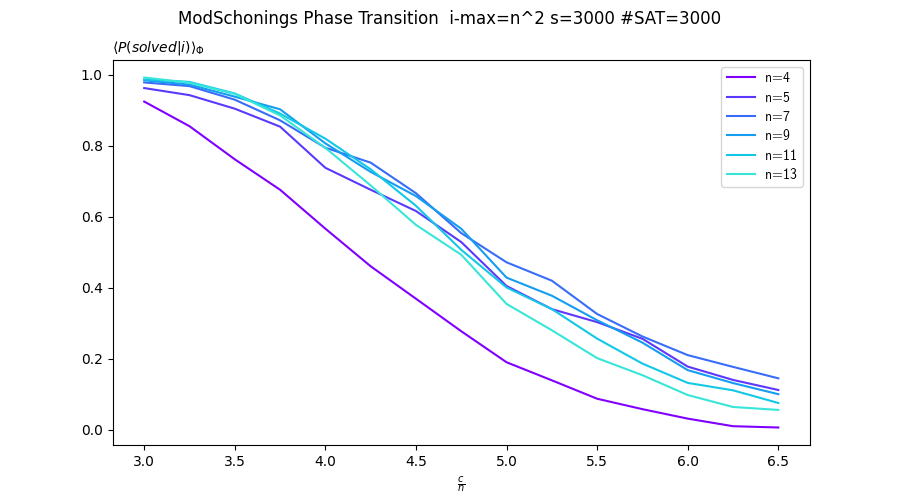 ModSchonings Phase Transition  i-max=n^2 s=3000 #SAT=3000
⟨P(solved|i)⟩Φ
1.0
0.8
0.6
0.4
0.2
0.0
n=4
n=5
n=7
n=9
n=11
n=13
3.0 3.5 4.0 4.5 5.0 5.5 6.0 6.5
c/n